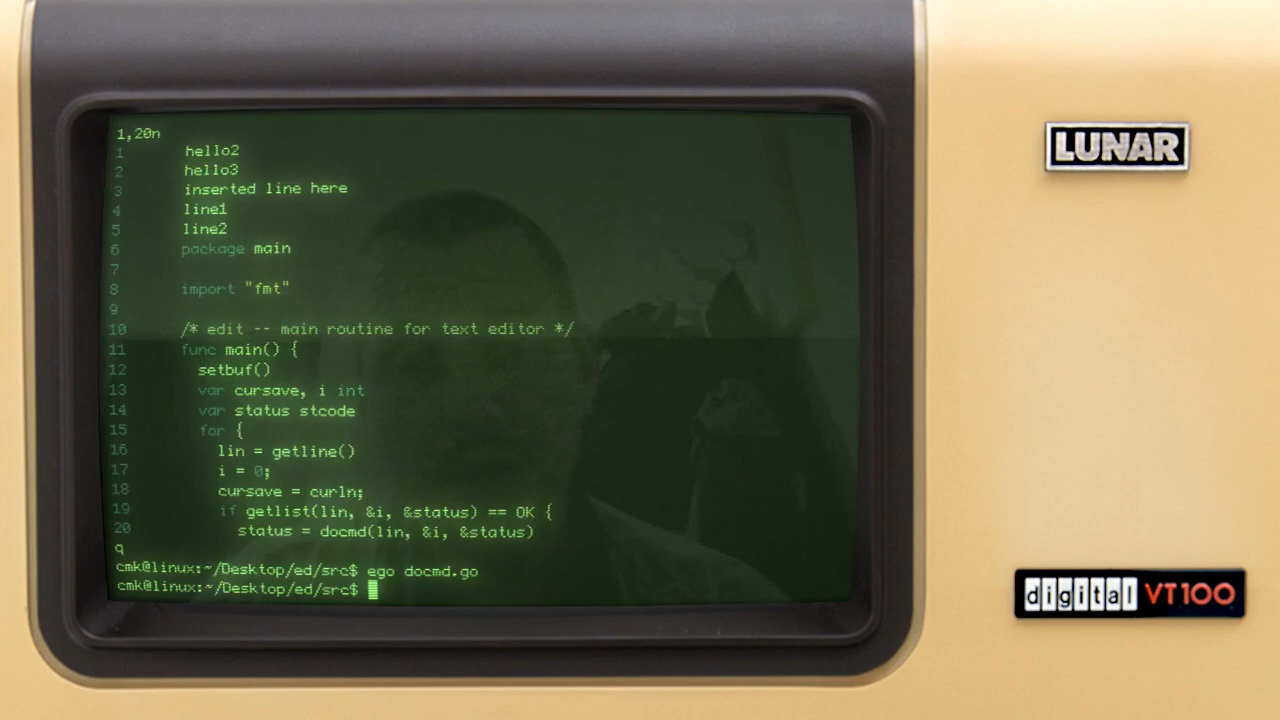 1,20n
1 hello2
2 hello3
3 inserted line here
4 line1
5 line2
6 package main
7
8 import "fmt"
9
10 /* edit -- main routine for text editor */
11 func main() {
12 setbuf()
13 var cursave, i int
14 var status stcode
15 for {
16 lin = getline()
17 i = 0;
18 cursave = curln;
19 if getlist(lin, &i, &status) == OK {
20 status = docmd(lin, &i, &status)
q
cmk@linux:~/Desktop/ed/src$ ego docmd.go
cmk@linux:~/Desktop/ed/src$
LUNAR
digital VT100